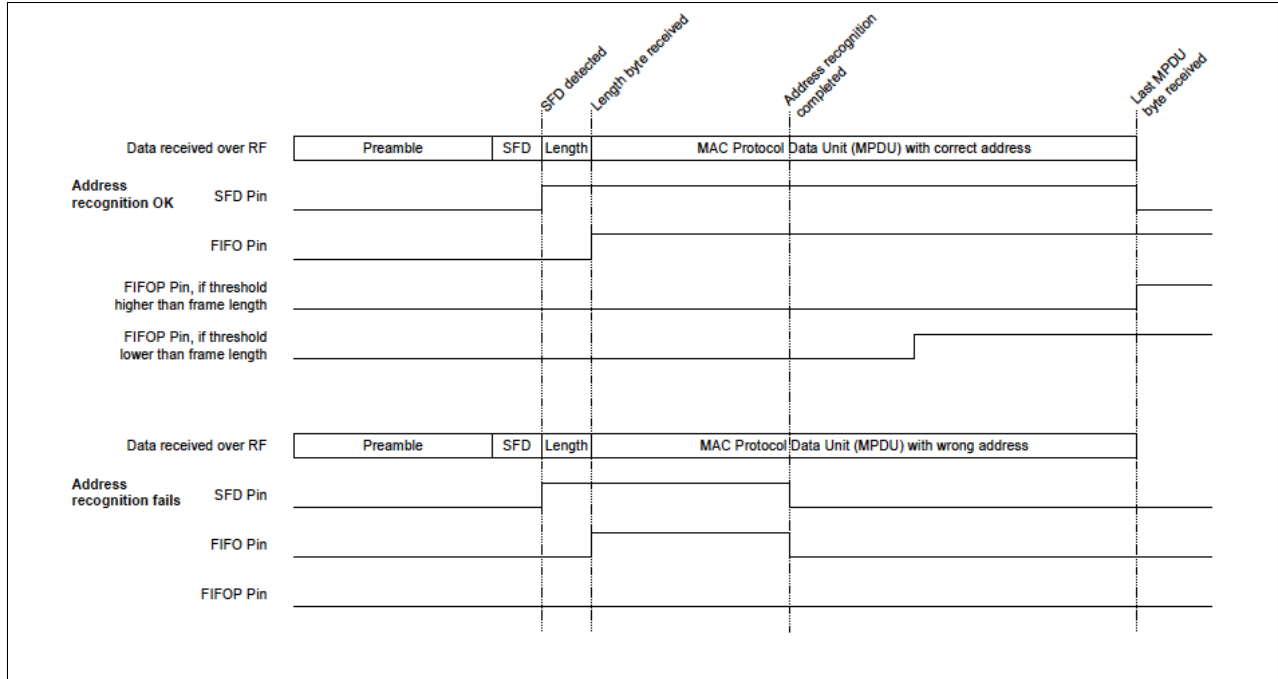 SFD detected
Length byte received
Address recognition
completed
Last MPDU
byte received
Data received over RF
Preamble
SFD
Length
MAC Protocol Data Unit (MPDU) with correct address
Address
recognition OK
SFD Pin
FIFO Pin
FIFOP Pin, if threshold
higher than frame length
FIFOP Pin, if threshold
lower than frame length
Data received over RF
Preamble
SFD
Length
MAC Protocol Data Unit (MPDU) with wrong address
Address
recognition fails
SFD Pin
FIFO Pin
FIFOP Pin